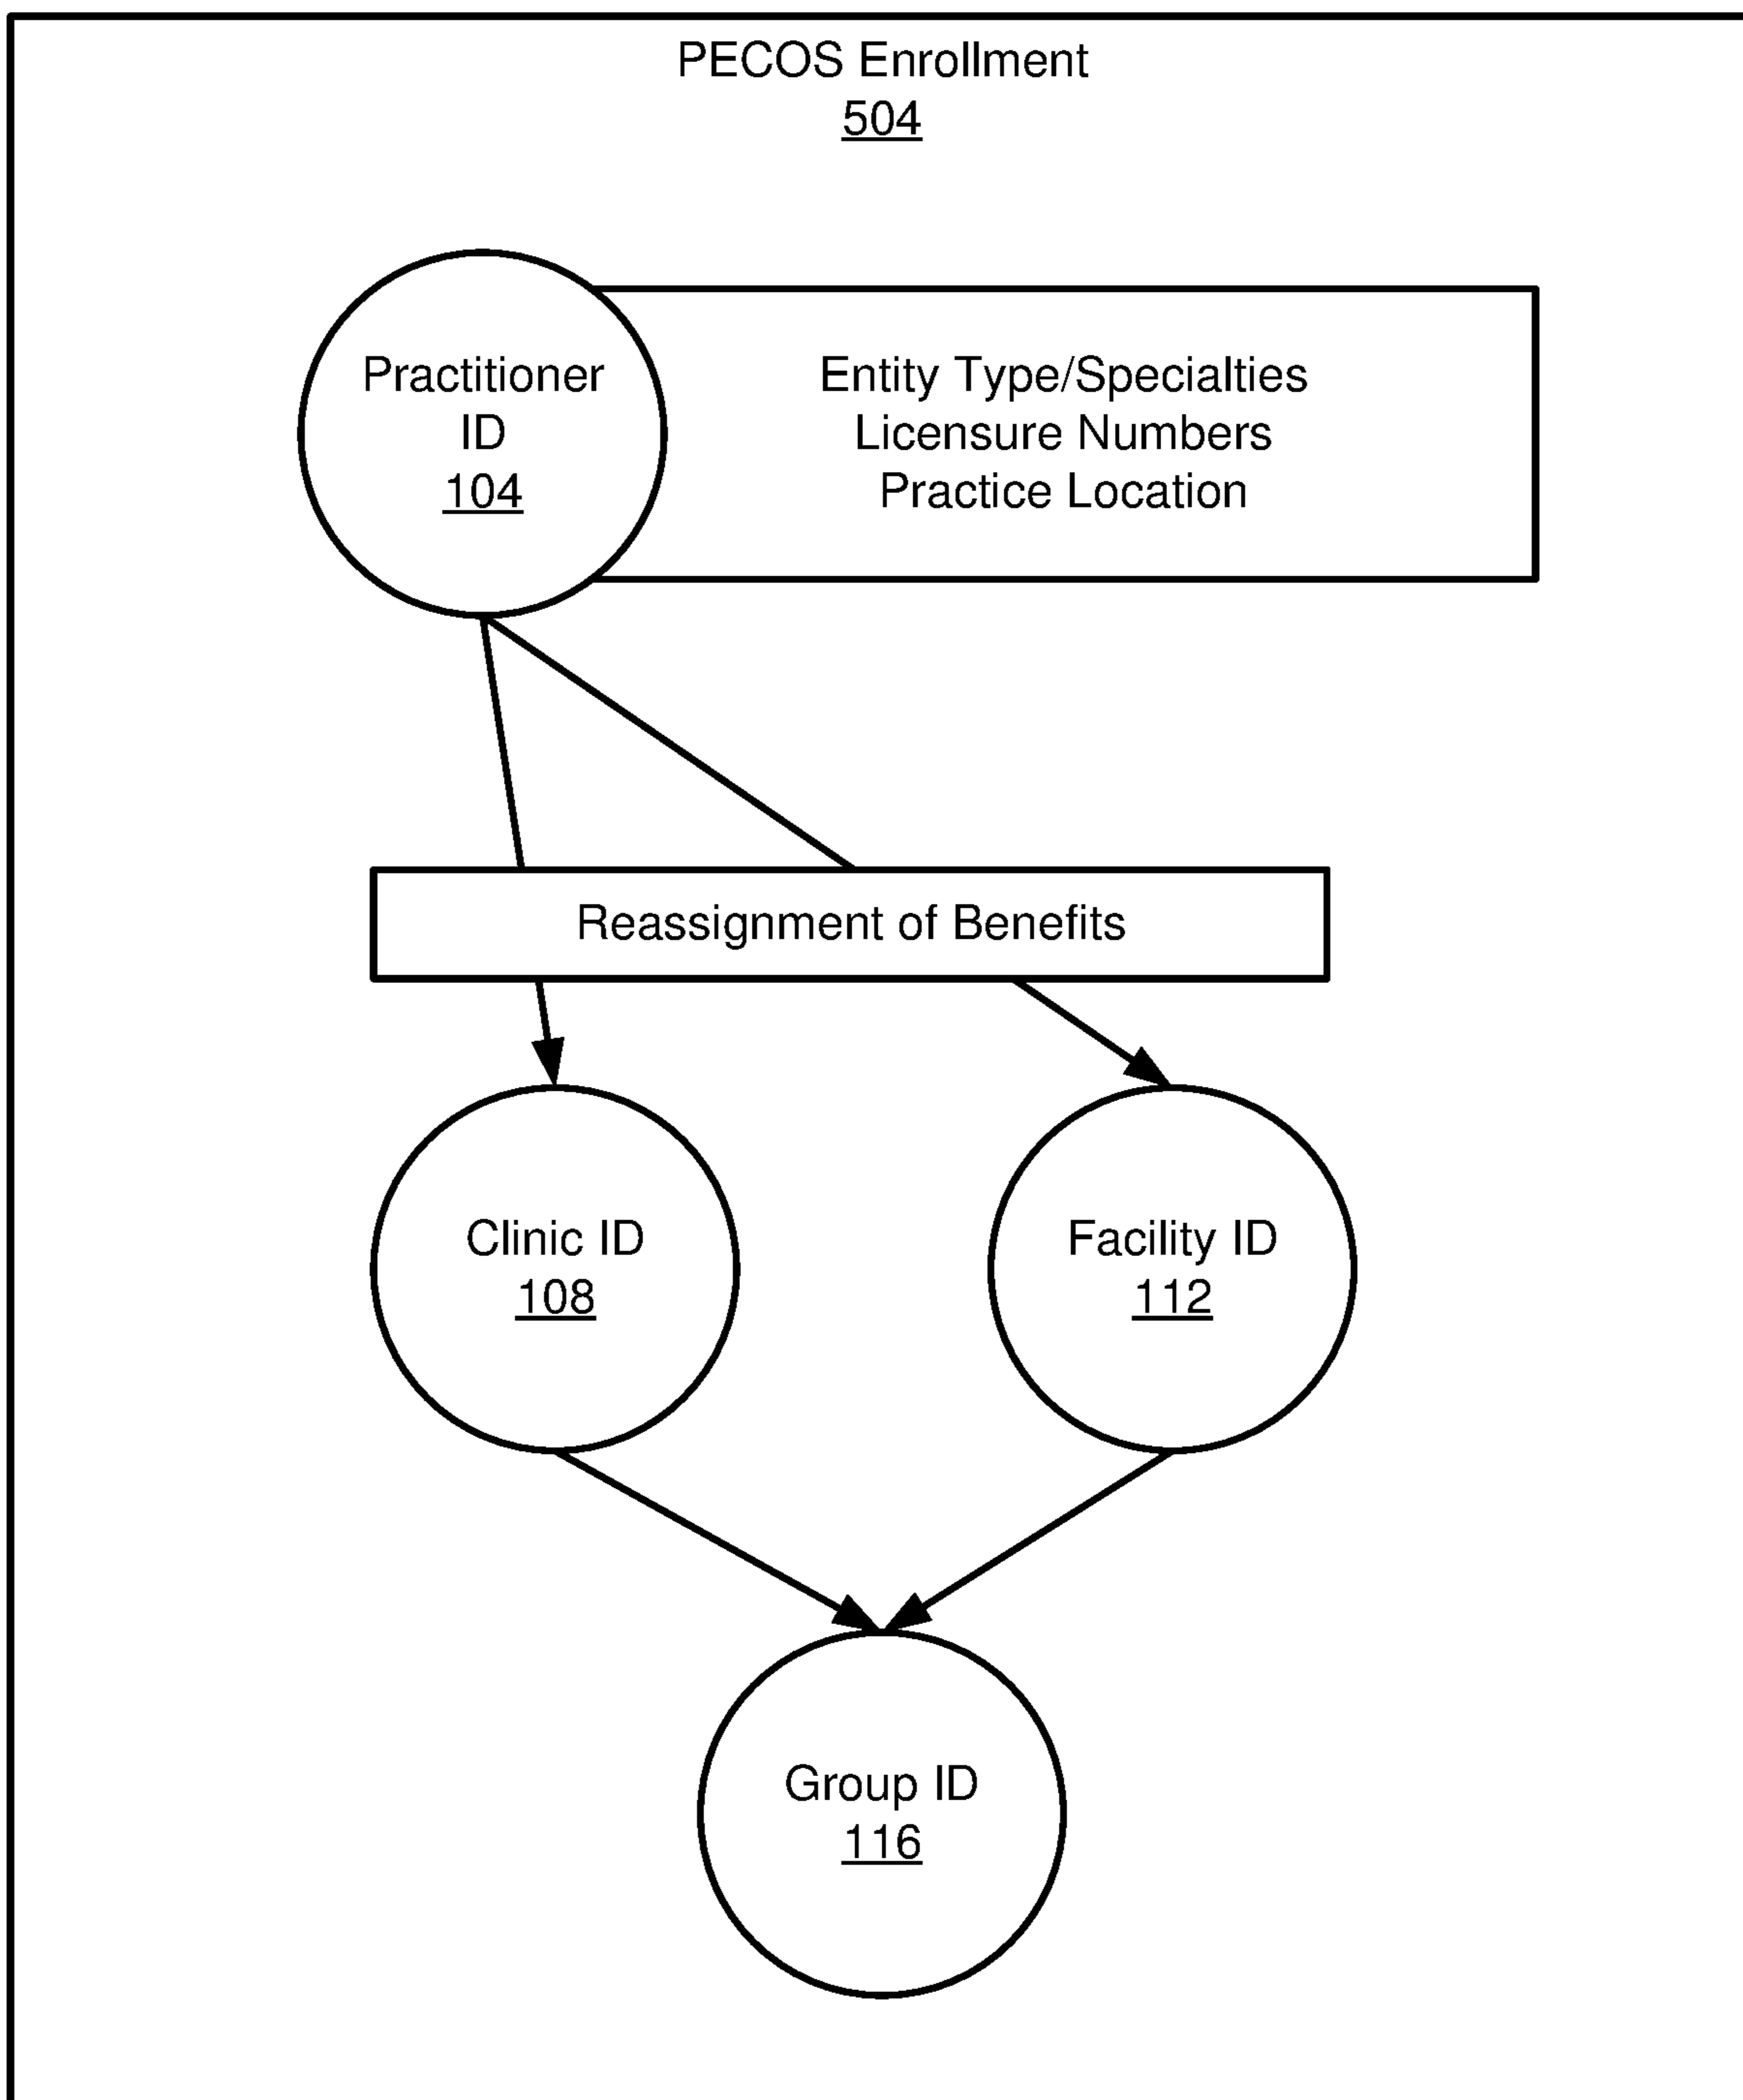 PECOS Enrollment
504
Practitioner
ID
104
Entity Type/Specialties
Licensure Numbers
Practice Location
Reassignment of Benefits
Clinic ID
108
Facility ID
112
Group ID
116